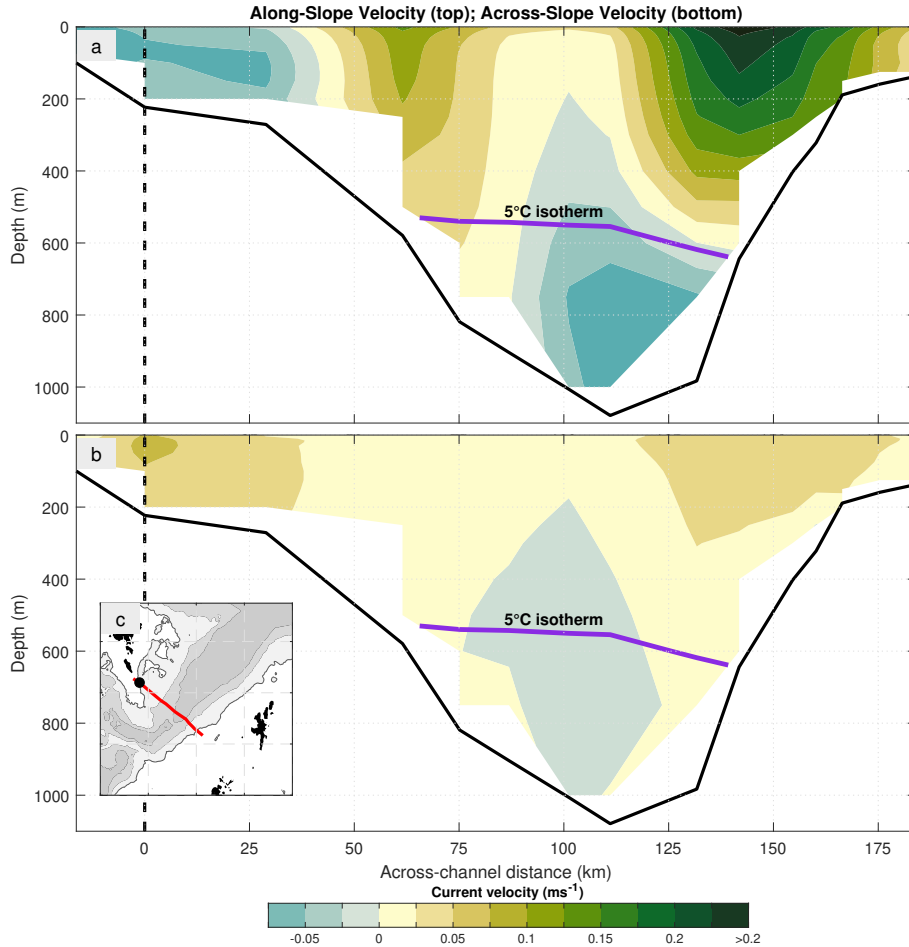 Along-Slope Velocity (top); Across-Slope Velocity (bottom)
a
0
200
400
600
800
1000
Depth (m)
5°C isotherm
b
0
200
400
600
800
1000
Depth (m)
5°C isotherm
c
0 25 50 75 100 125 150 175
Across-channel distance (km)
Current velocity (ms⁻¹)
-0.05 0 0.05 0.1 0.15 0.2 >0.2